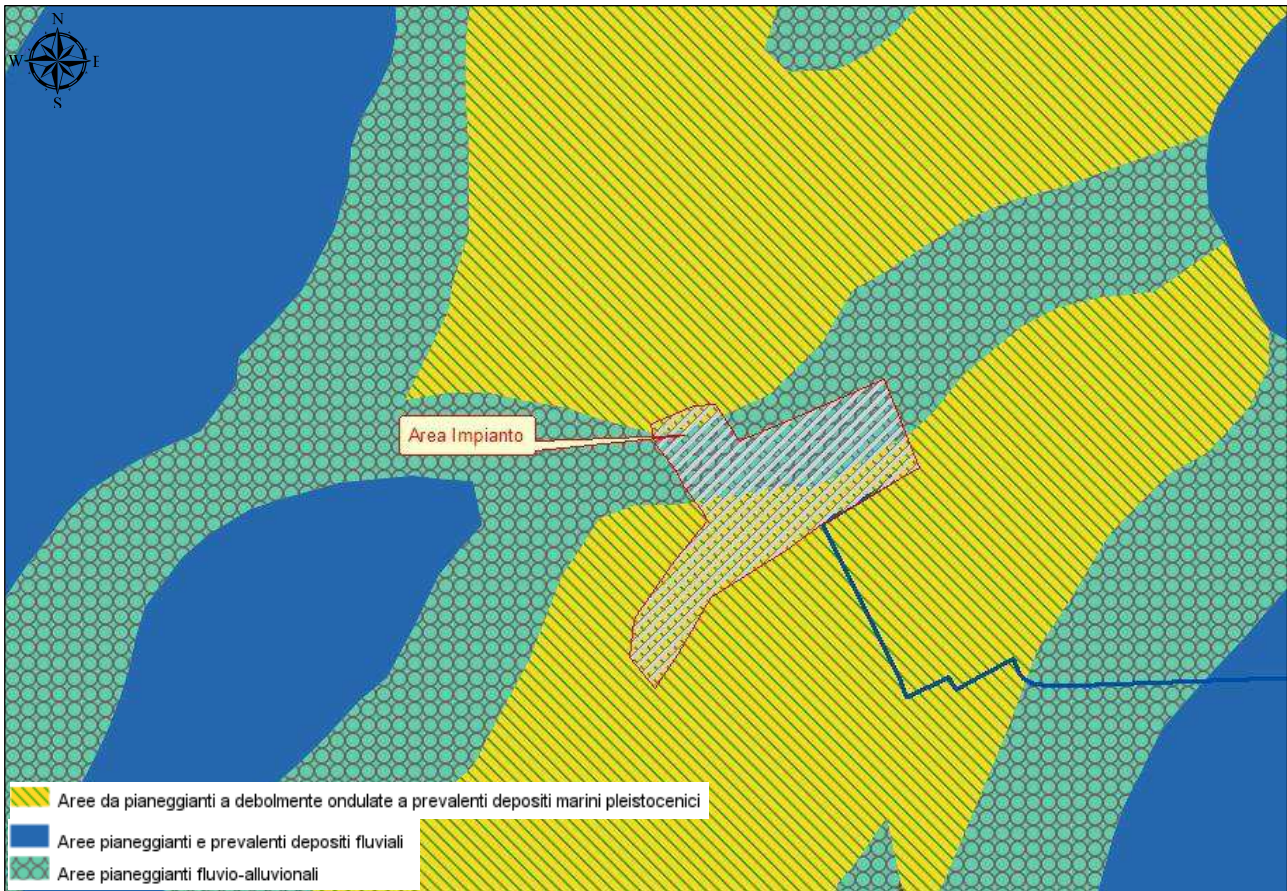 N
W E
S
Area Impianto
Aree da pianeggianti a debolmente ondulate a prevalenti depositi marini pleistocenici
Aree pianeggianti e prevalenti depositi fluviali
Aree pianeggianti fluvio-alluvionali